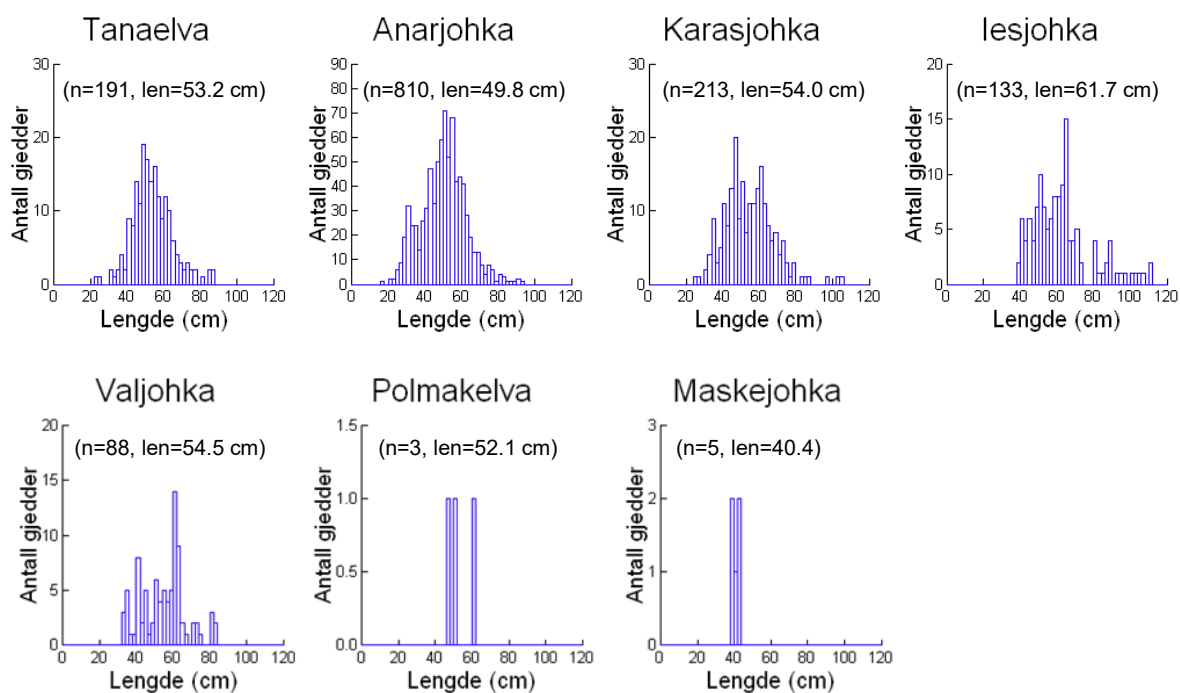 Tanaelva
(n=191, len=53.2 cm)
Antall gjedder
30
20
10
0
0 20 40 60 80 100 120
Lengde (cm)
Anarjohka
(n=810, len=49.8 cm)
Antall gjedder
90
80
70
60
50
40
30
20
10
0
0 20 40 60 80 100 120
Lengde (cm)
Karasjohka
(n=213, len=54.0 cm)
Antall gjedder
30
20
10
0
0 20 40 60 80 100 120
Lengde (cm)
Iesjohka
(n=133, len=61.7 cm)
Antall gjedder
20
15
10
5
0
0 20 40 60 80 100 120
Lengde (cm)
Valjohka
(n=88, len=54.5 cm)
Antall gjedder
20
15
10
5
0
0 20 40 60 80 100 120
Lengde (cm)
Polmakelva
(n=3, len=52.1 cm)
Antall gjedder
1.5
1.0
0.5
0.0
0 20 40 60 80 100 120
Lengde (cm)
Maskejohka
(n=5, len=40.4)
Antall gjedder
3
2
1
0
0 20 40 60 80 100 120
Lengde (cm)